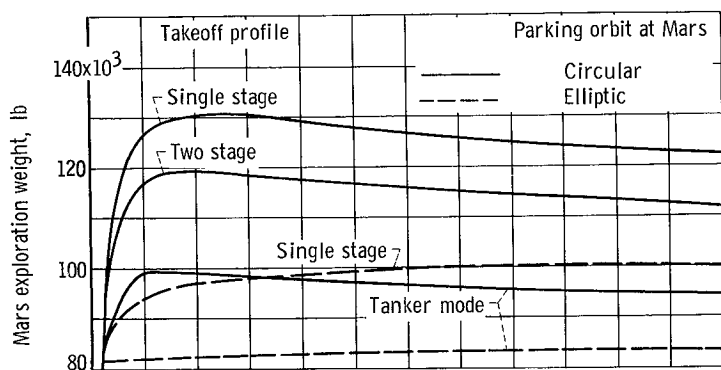 Takeoff profile
Parking orbit at Mars
140x10³
Circular
Elliptic
Single stage
Two stage
120
Single stage
100
Tanker mode
80
Mars exploration weight, lb